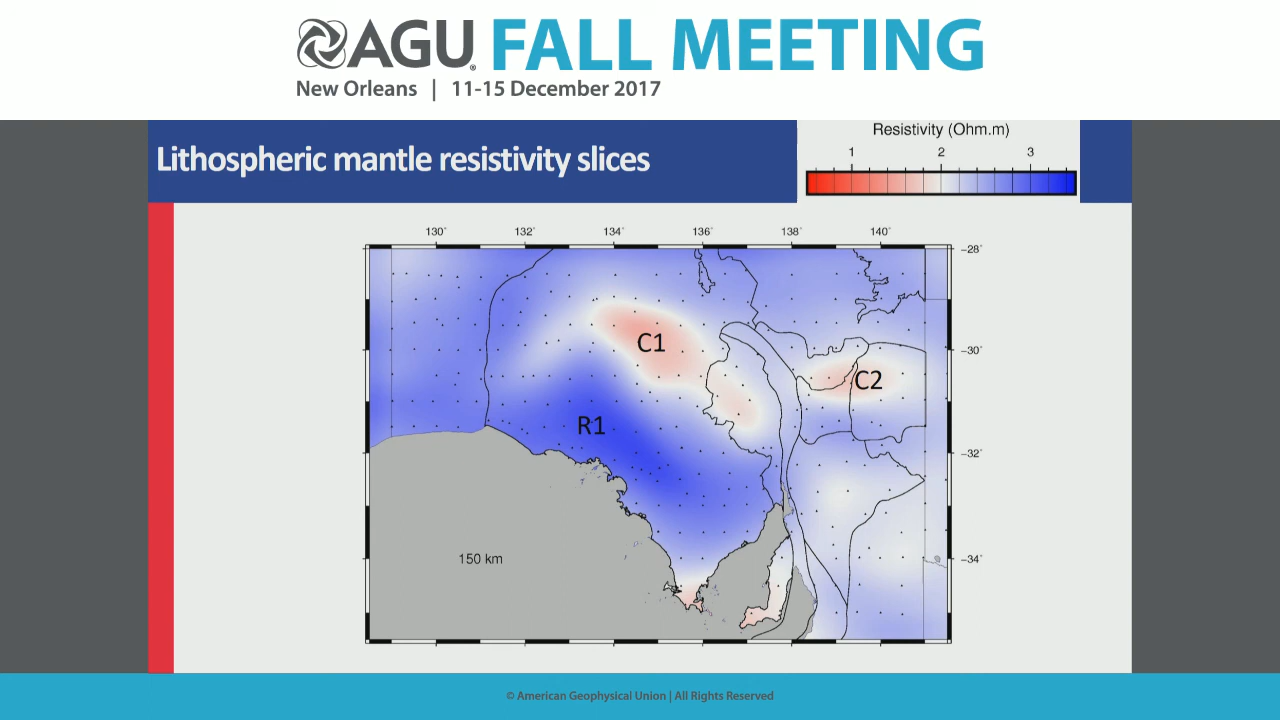 AGU FALL MEETING
New Orleans | 11-15 December 2017
Lithospheric mantle resistivity slices
Resistivity (Ohm.m)
1 2 3
130° 132° 134° 136° 138° 140°
−28°
−30°
−32°
−34°
C1
C2
R1
150 km
© American Geophysical Union | All Rights Reserved